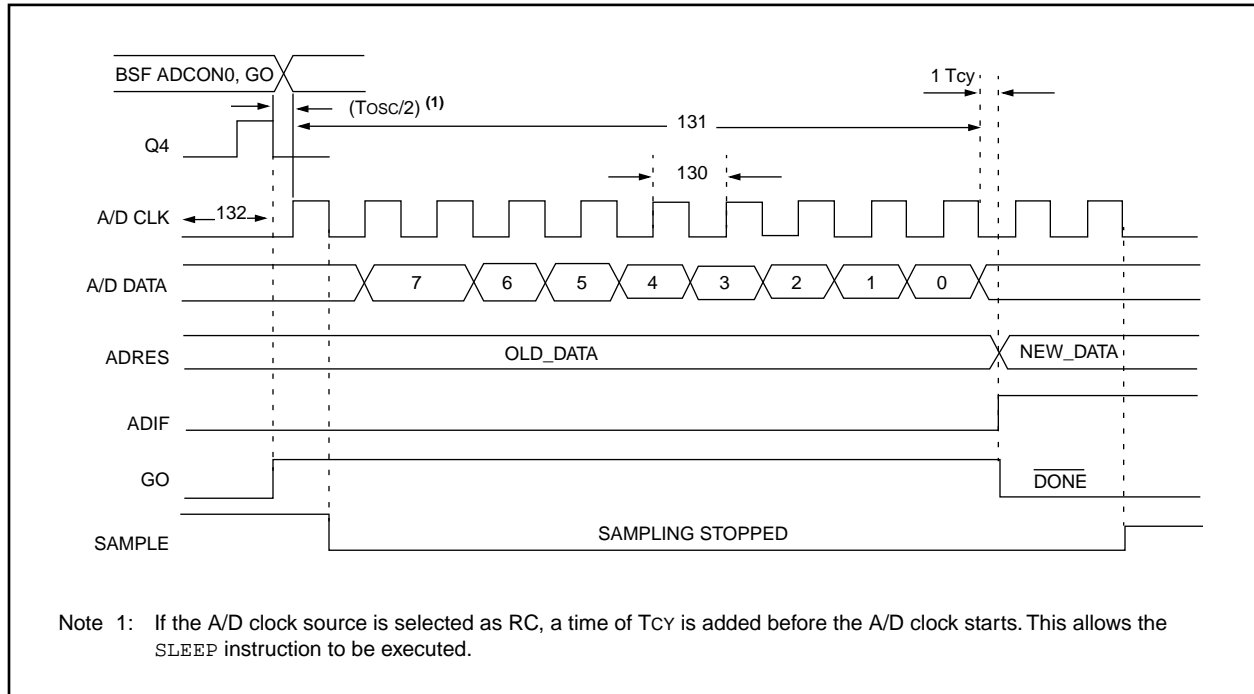 BSF ADCON0, GO
1 Tcy
(TOSC/2) (1)
131
Q4
130
A/D CLK
132
A/D DATA
7 6 5 4 3 2 1 0
ADRES
OLD_DATA
NEW_DATA
ADIF
GO
DONE
SAMPLE
SAMPLING STOPPED
Note 1: If the A/D clock source is selected as RC, a time of TCY is added before the A/D clock starts. This allows the
SLEEP instruction to be executed.